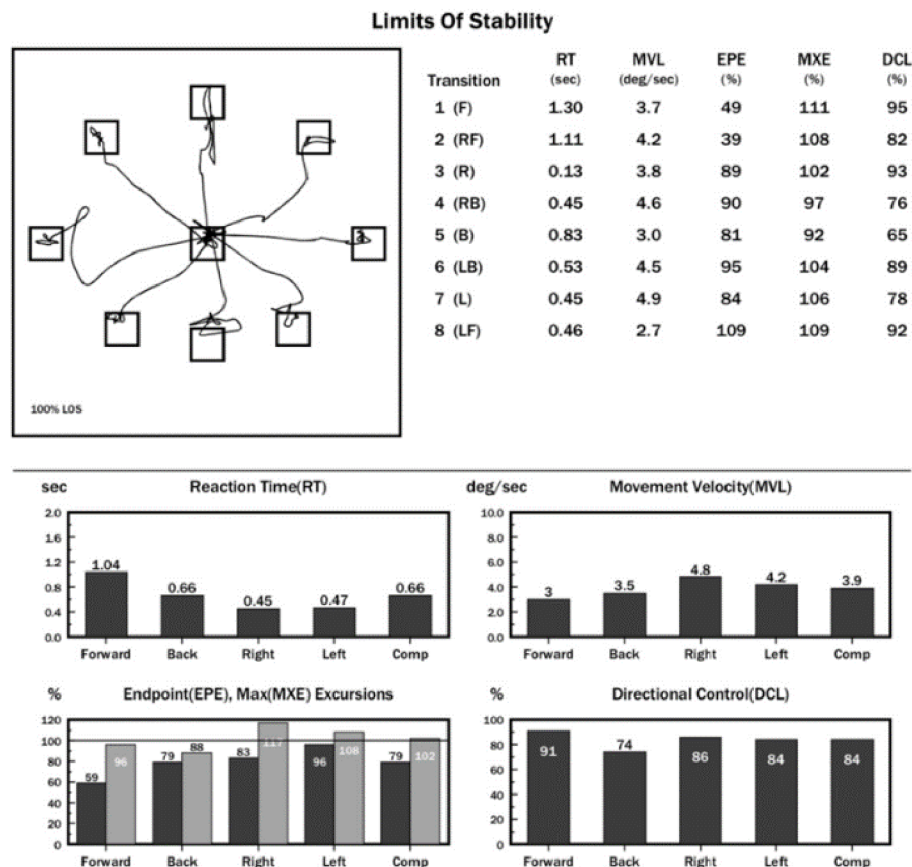 Limits Of Stability
RT MVL EPE MXE DCL
Transition (sec) (deg/sec) (%) (%) (%)
1 (F) 1.30 3.7 49 111 95
2 (RF) 1.11 4.2 39 108 82
3 (R) 0.13 3.8 89 102 93
4 (RB) 0.45 4.6 90 97 76
5 (B) 0.83 3.0 81 92 65
6 (LB) 0.53 4.5 95 104 89
7 (L) 0.45 4.9 84 106 78
8 (LF) 0.46 2.7 109 109 92
100% LOS
sec Reaction Time(RT)
2.0
1.2
0.8
0.4
0.0
1.04 0.66 0.45 0.47 0.66
Forward Back Right Left Comp
deg/sec Movement Velocity(MVL)
10.0
6.0
4.0
2.0
0.0
3 3.5 4.8 4.2 3.9
Forward Back Right Left Comp
% Endpoint(EPE), Max(MXE) Excursions
120
100
80
60
40
20
0
59 96 79 88 83 117 96 108 79 102
Forward Back Right Left Comp
% Directional Control(DCL)
100
80
60
40
20
0
91 74 86 84 84
Forward Back Right Left Comp